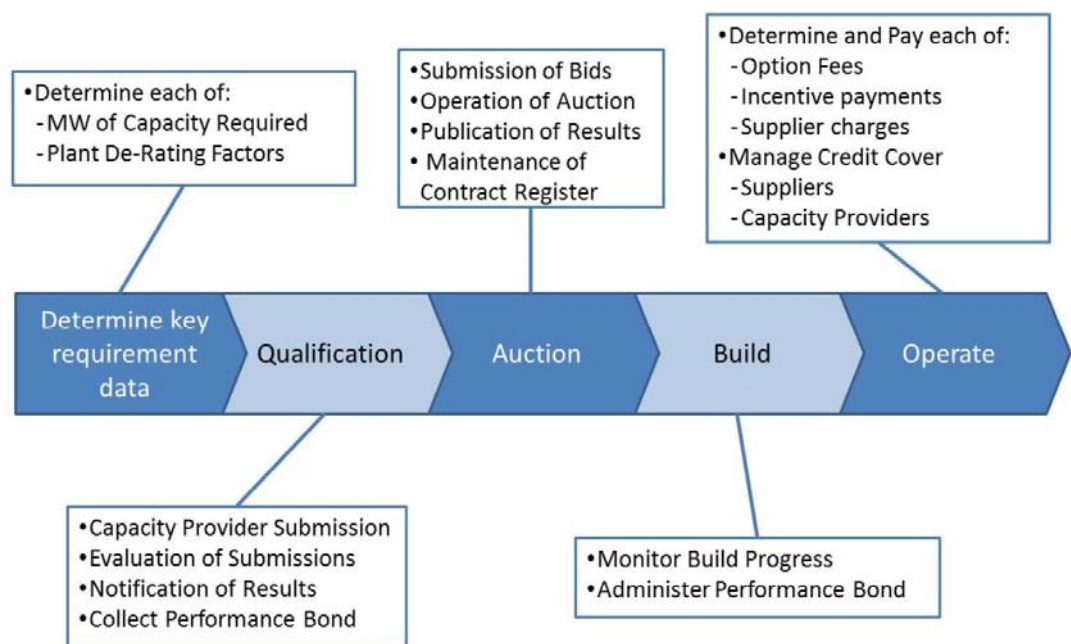 •Determine each of:
-MW of Capacity Required
-Plant De-Rating Factors
•Submission of Bids
•Operation of Auction
•Publication of Results
• Maintenance of
Contract Register
•Determine and Pay each of:
-Option Fees
-Incentive payments
-Supplier charges
•Manage Credit Cover
-Suppliers
-Capacity Providers
Determine key
requirement
data
Qualification
Auction
Build
Operate
•Capacity Provider Submission
•Evaluation of Submissions
•Notification of Results
•Collect Performance Bond
•Monitor Build Progress
•Administer Performance Bond